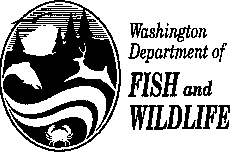 Washington
Department of
FISH and
WILDLIFE